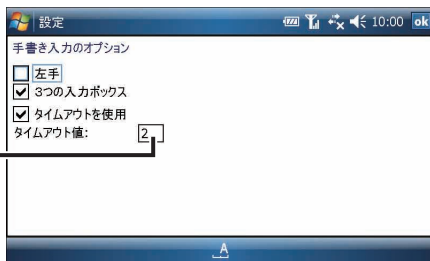 設定 10:00 ok
手書き入力のオプション
左手
3つの入力ボックス
タイムアウトを使用
タイムアウト値: 2
A